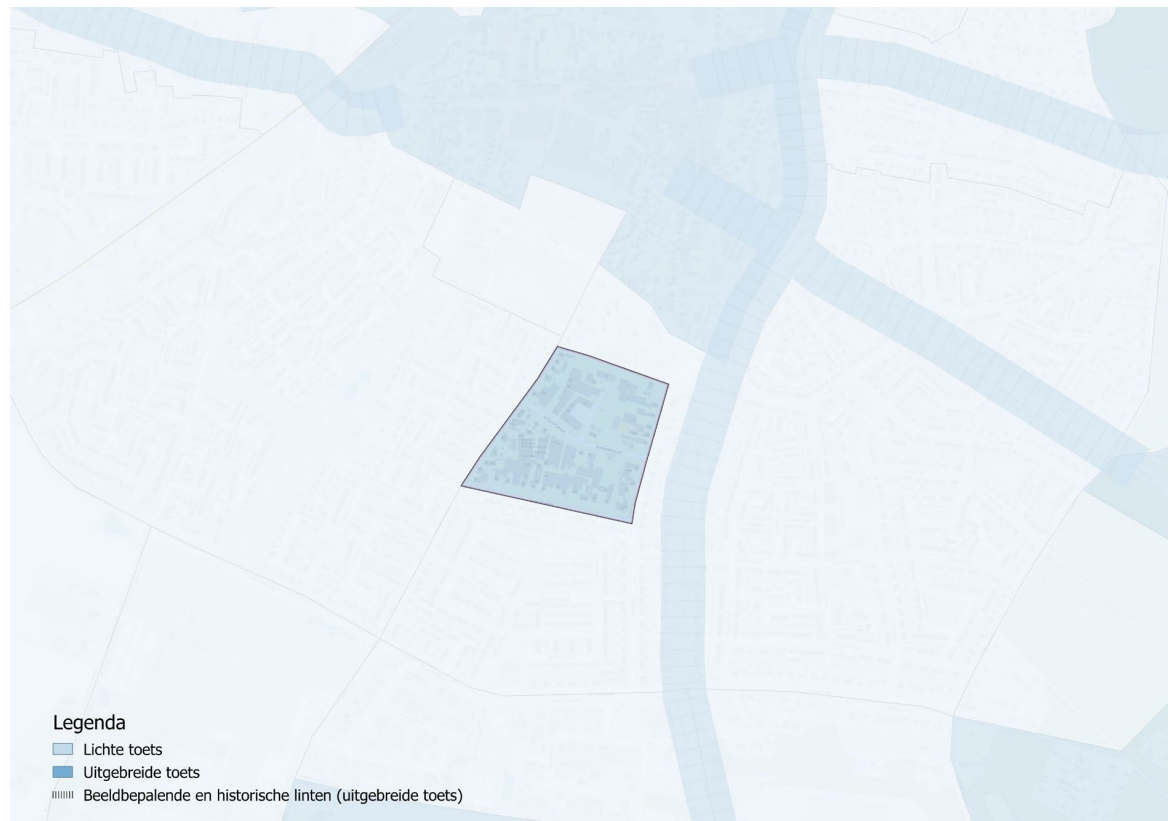 Legenda
Lichte toets
Uitgebreide toets
Beeldbepalende en historische linten (uitgebreide toets)